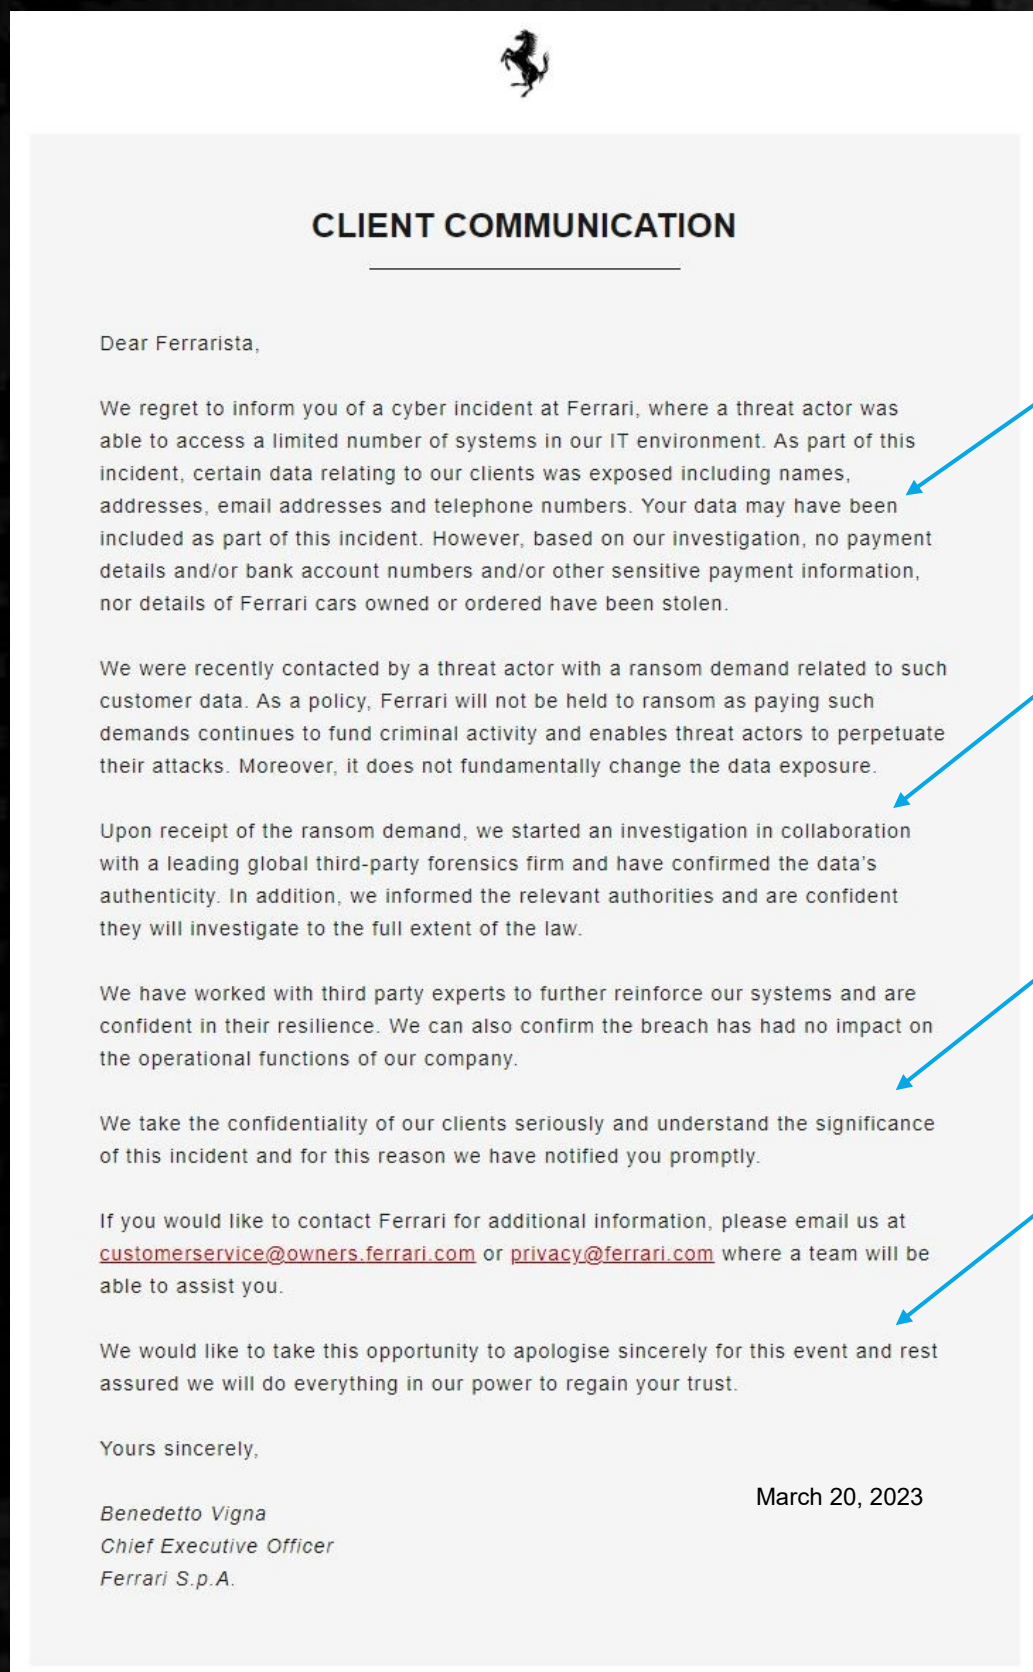 CLIENT COMMUNICATION
Dear Ferrarista,
We regret to inform you of a cyber incident at Ferrari, where a threat actor was
able to access a limited number of systems in our IT environment. As part of this
incident, certain data relating to our clients was exposed including names,
addresses, email addresses and telephone numbers. Your data may have been
included as part of this incident. However, based on our investigation, no payment
details and/or bank account numbers and/or other sensitive payment information,
nor details of Ferrari cars owned or ordered have been stolen.
We were recently contacted by a threat actor with a ransom demand related to such
customer data. As a policy, Ferrari will not be held to ransom as paying such
demands continues to fund criminal activity and enables threat actors to perpetuate
their attacks. Moreover, it does not fundamentally change the data exposure.
Upon receipt of the ransom demand, we started an investigation in collaboration
with a leading global third-party forensics firm and have confirmed the data's
authenticity. In addition, we informed the relevant authorities and are confident
they will investigate to the full extent of the law.
We have worked with third party experts to further reinforce our systems and are
confident in their resilience. We can also confirm the breach has had no impact on
the operational functions of our company.
We take the confidentiality of our clients seriously and understand the significance
of this incident and for this reason we have notified you promptly.
If you would like to contact Ferrari for additional information, please email us at
customerservice@owners.ferrari.com or privacy@ferrari.com where a team will be
able to assist you.
We would like to take this opportunity to apologise sincerely for this event and rest
assured we will do everything in our power to regain your trust.
Yours sincerely,
March 20, 2023
Benedetto Vigna
Chief Executive Officer
Ferrari S.p.A.